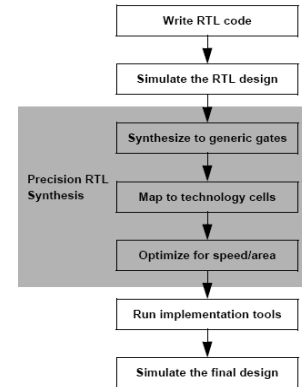 Write RTL code
Simulate the RTL design
Synthesize to generic gates
Precision RTL
Synthesis
Map to technology cells
Optimize for speed/area
Run implementation tools
Simulate the final design